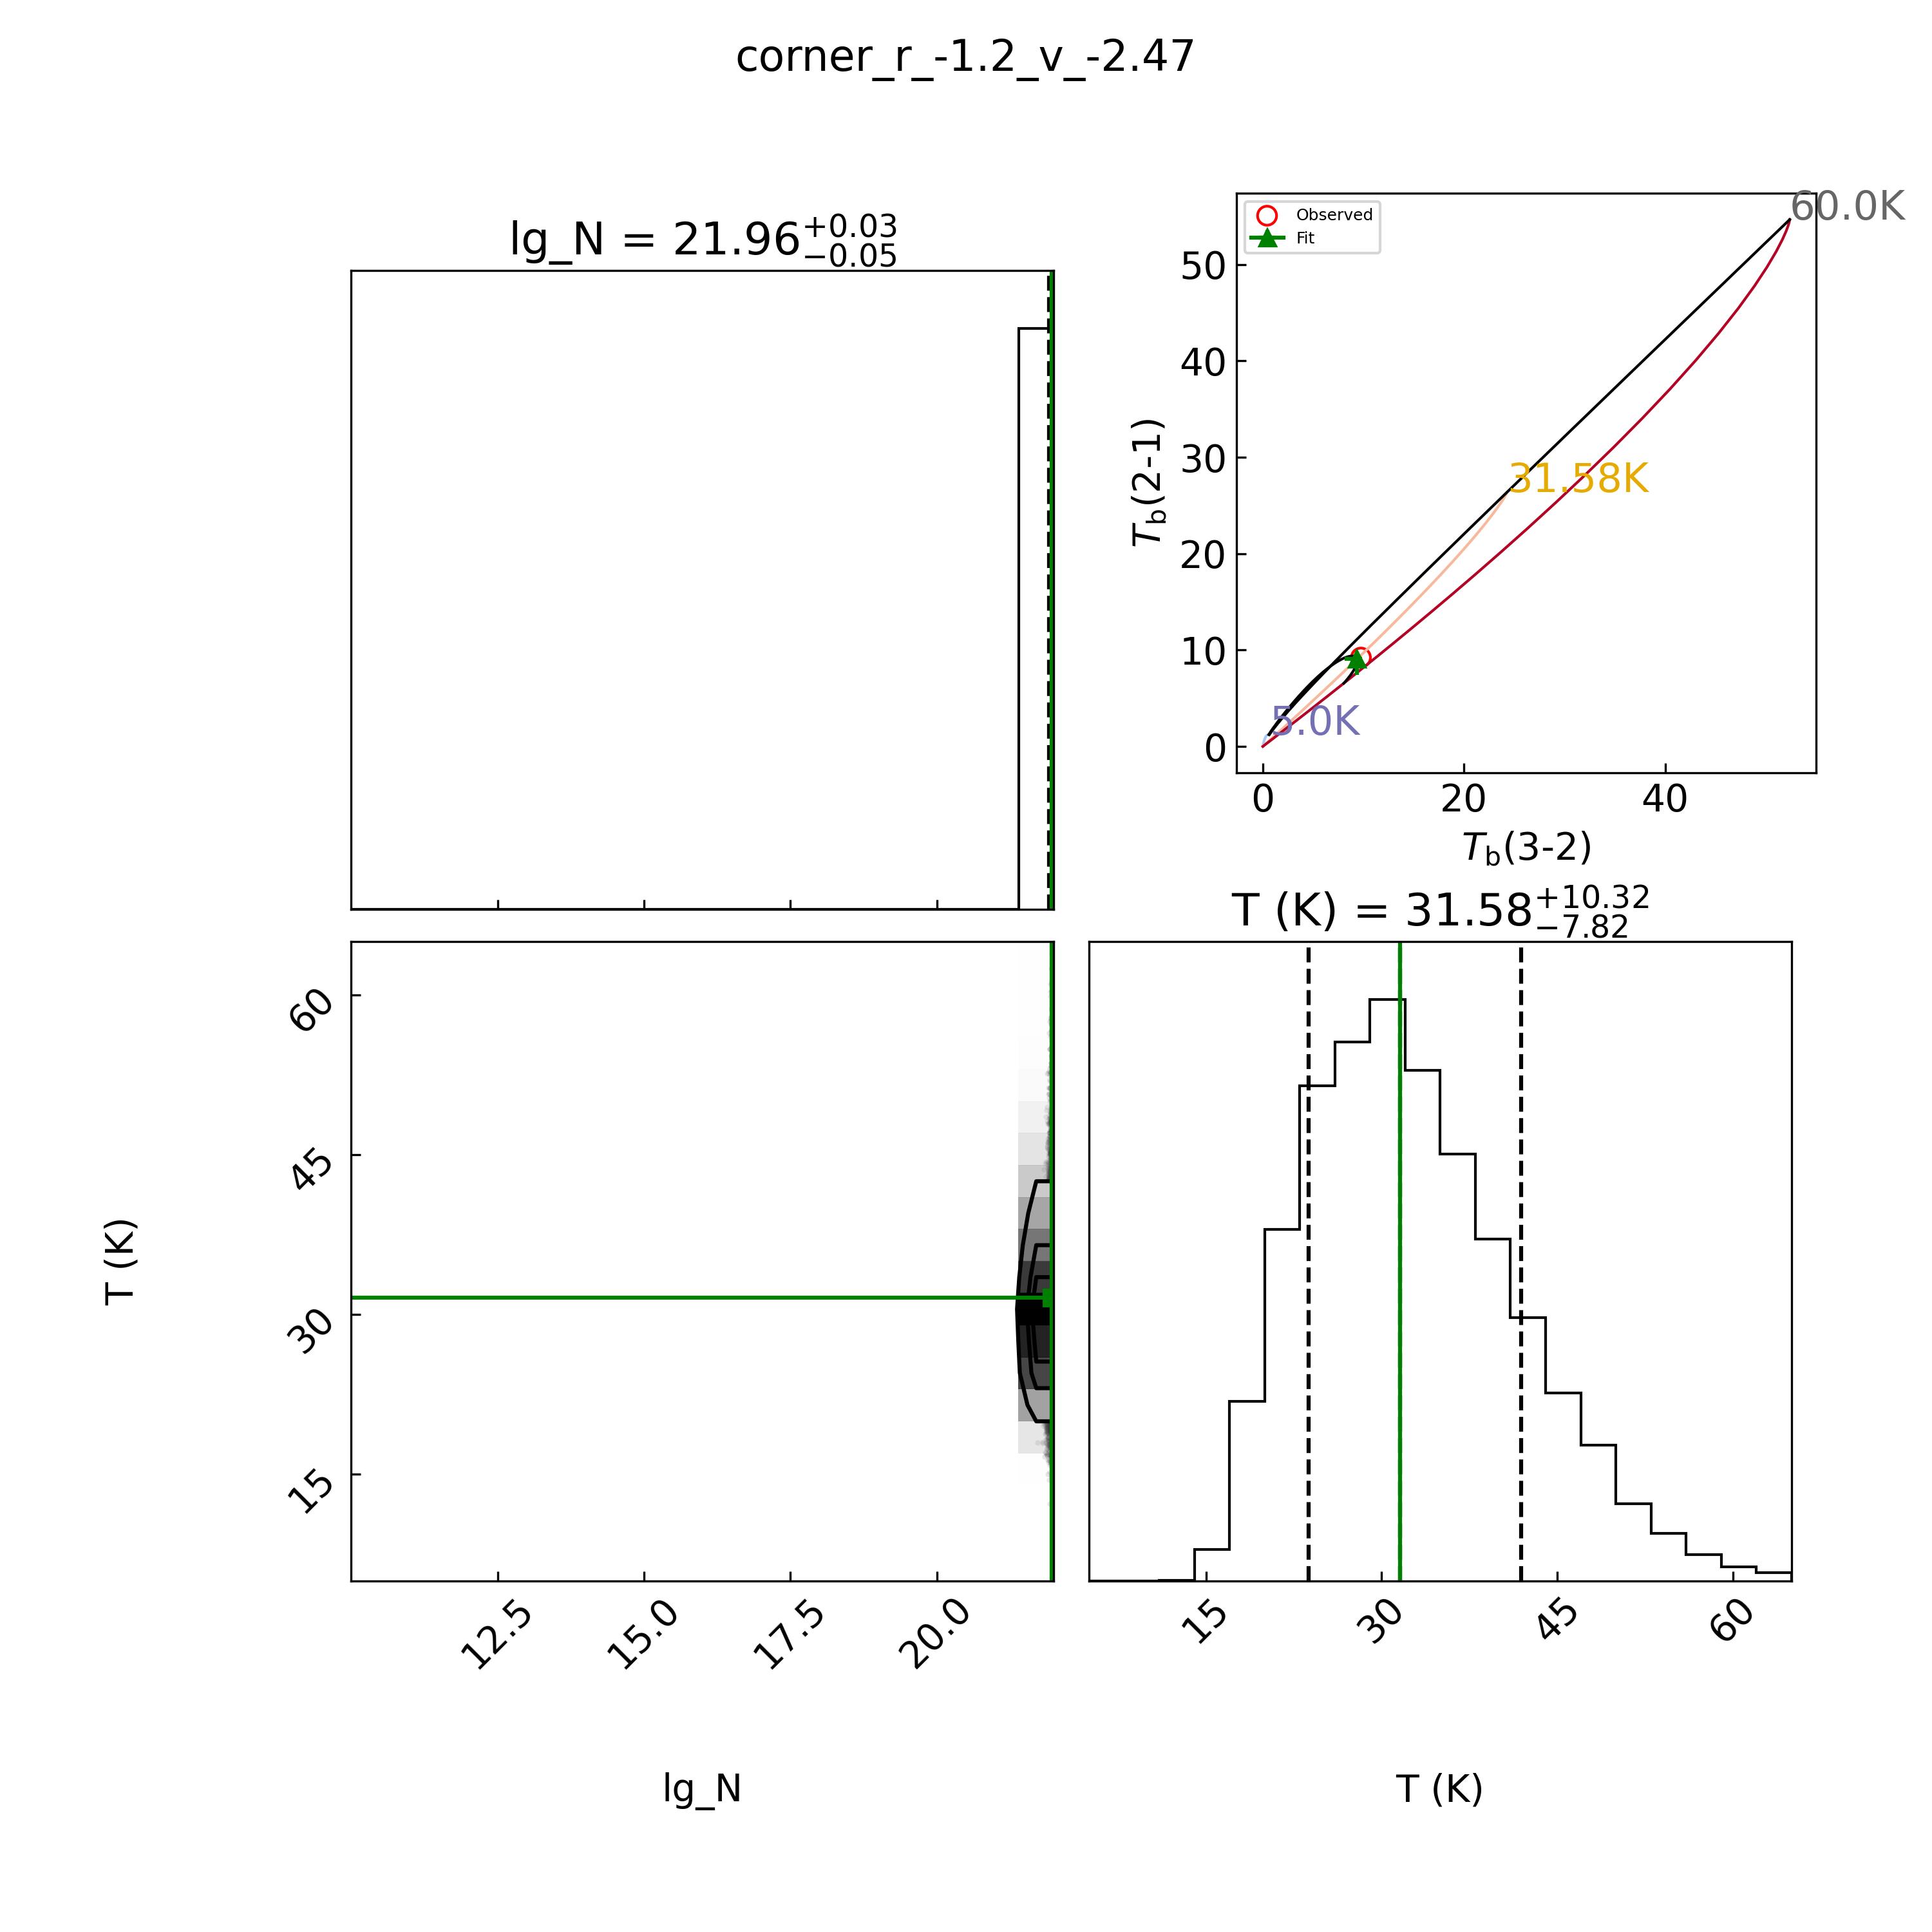 corner_r_-1.2_v_-2.47
lg_N = 21.96 +0.03 −0.05
60.0K
Observed
Fit
50
40
30
20
10
0
31.58K
5.0K
T_b(2-1)
0 20 40
T_b(3-2)
T (K) = 31.58 +10.32 −7.82
60
45
30
15
T (K)
12.5 15.0 17.5 20.0
15 30 45 60
lg_N
T (K)